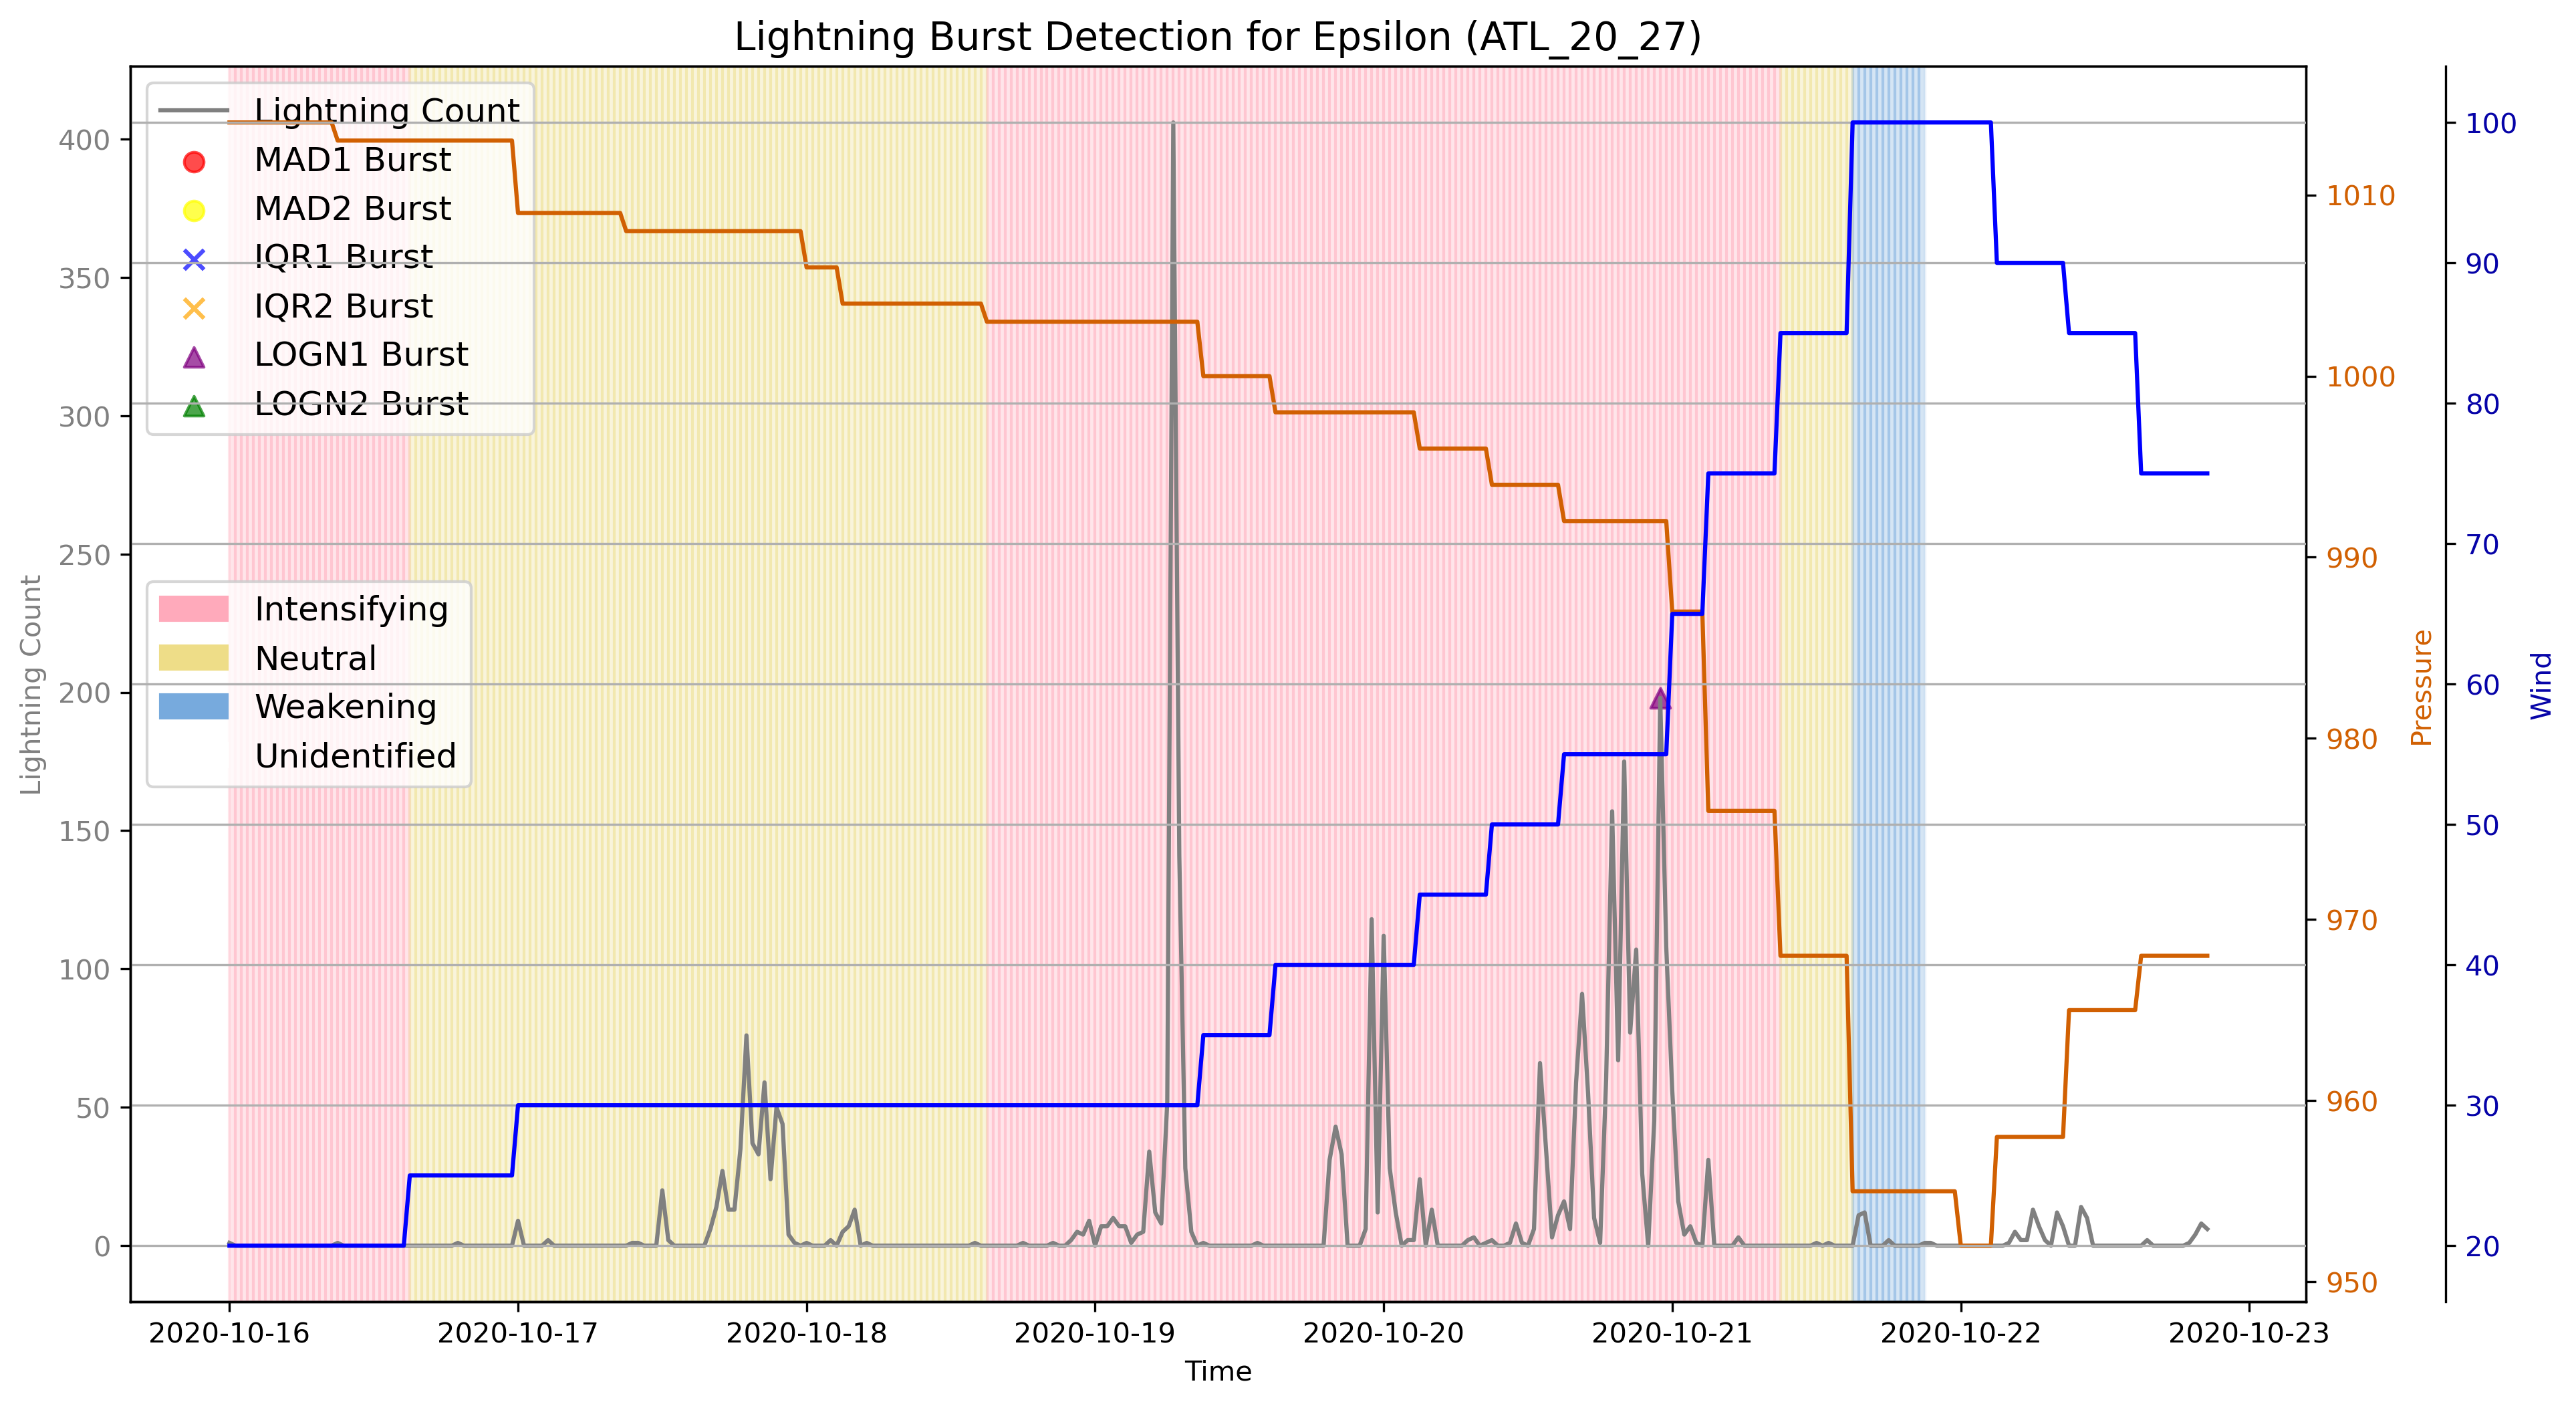 Lightning Burst Detection for Epsilon (ATL_20_27)
Lightning Count
MAD1 Burst
MAD2 Burst
IQR1 Burst
IQR2 Burst
LOGN1 Burst
LOGN2 Burst
Intensifying
Neutral
Weakening
Unidentified
Lightning Count
400
350
300
250
200
150
100
50
0
1010
1000
990
980
970
960
950
Pressure
100
90
80
70
60
50
40
30
20
Wind
2020-10-16
2020-10-17
2020-10-18
2020-10-19
2020-10-20
2020-10-21
2020-10-22
2020-10-23
Time